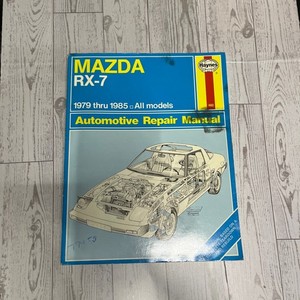 MAZDA
RX-7
Haynes
1979 thru 1985 □ All models
Automotive Repair Manual